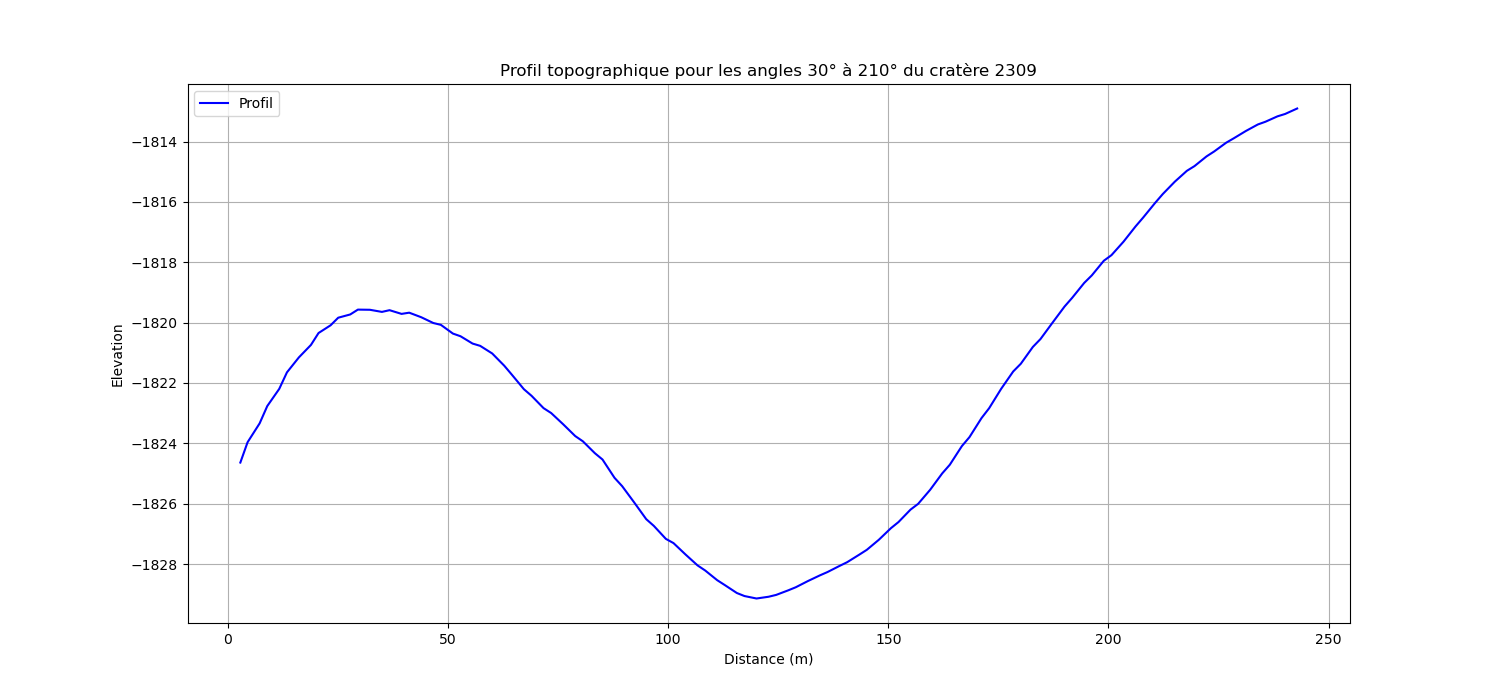 Profil topographique pour les angles 30° à 210° du cratère 2309
Profil
−1814
−1816
−1818
−1820
−1822
−1824
−1826
−1828
Elevation
0 50 100 150 200 250
Distance (m)